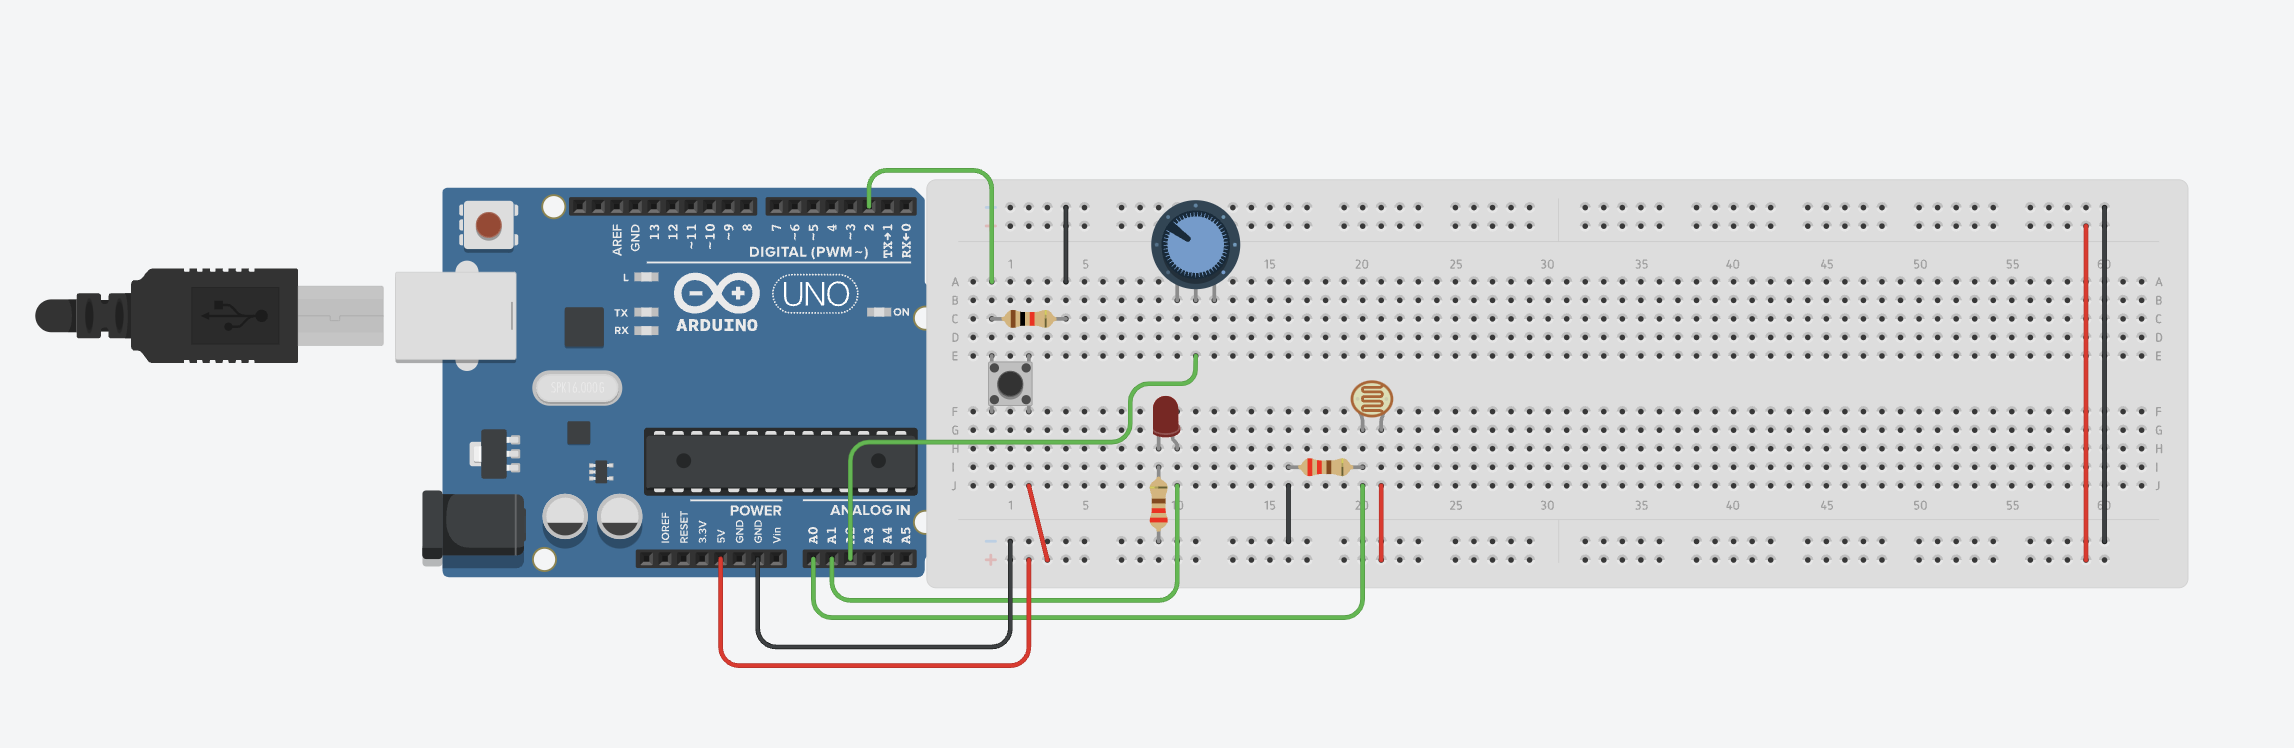 AREF
GND
13
12
~11
~10
~9
8
7
~6
~5
4
~3
2
TX→1
RX←0
DIGITAL (PWM~)
L
TX
RX
ARDUINO
UNO
ON
SPK16.000G
POWER
ANALOG IN
IOREF
RESET
3.3V
5V
GND
GND
Vin
A0
A1
A3
A4
A5
1 5 15 20 25 30 35 40 45 50 55 60
A A
B B
C C
D D
E E
F F
G G
H H
I I
J J
1 5 10 15 20 25 30 35 40 45 50 55 60
−
+